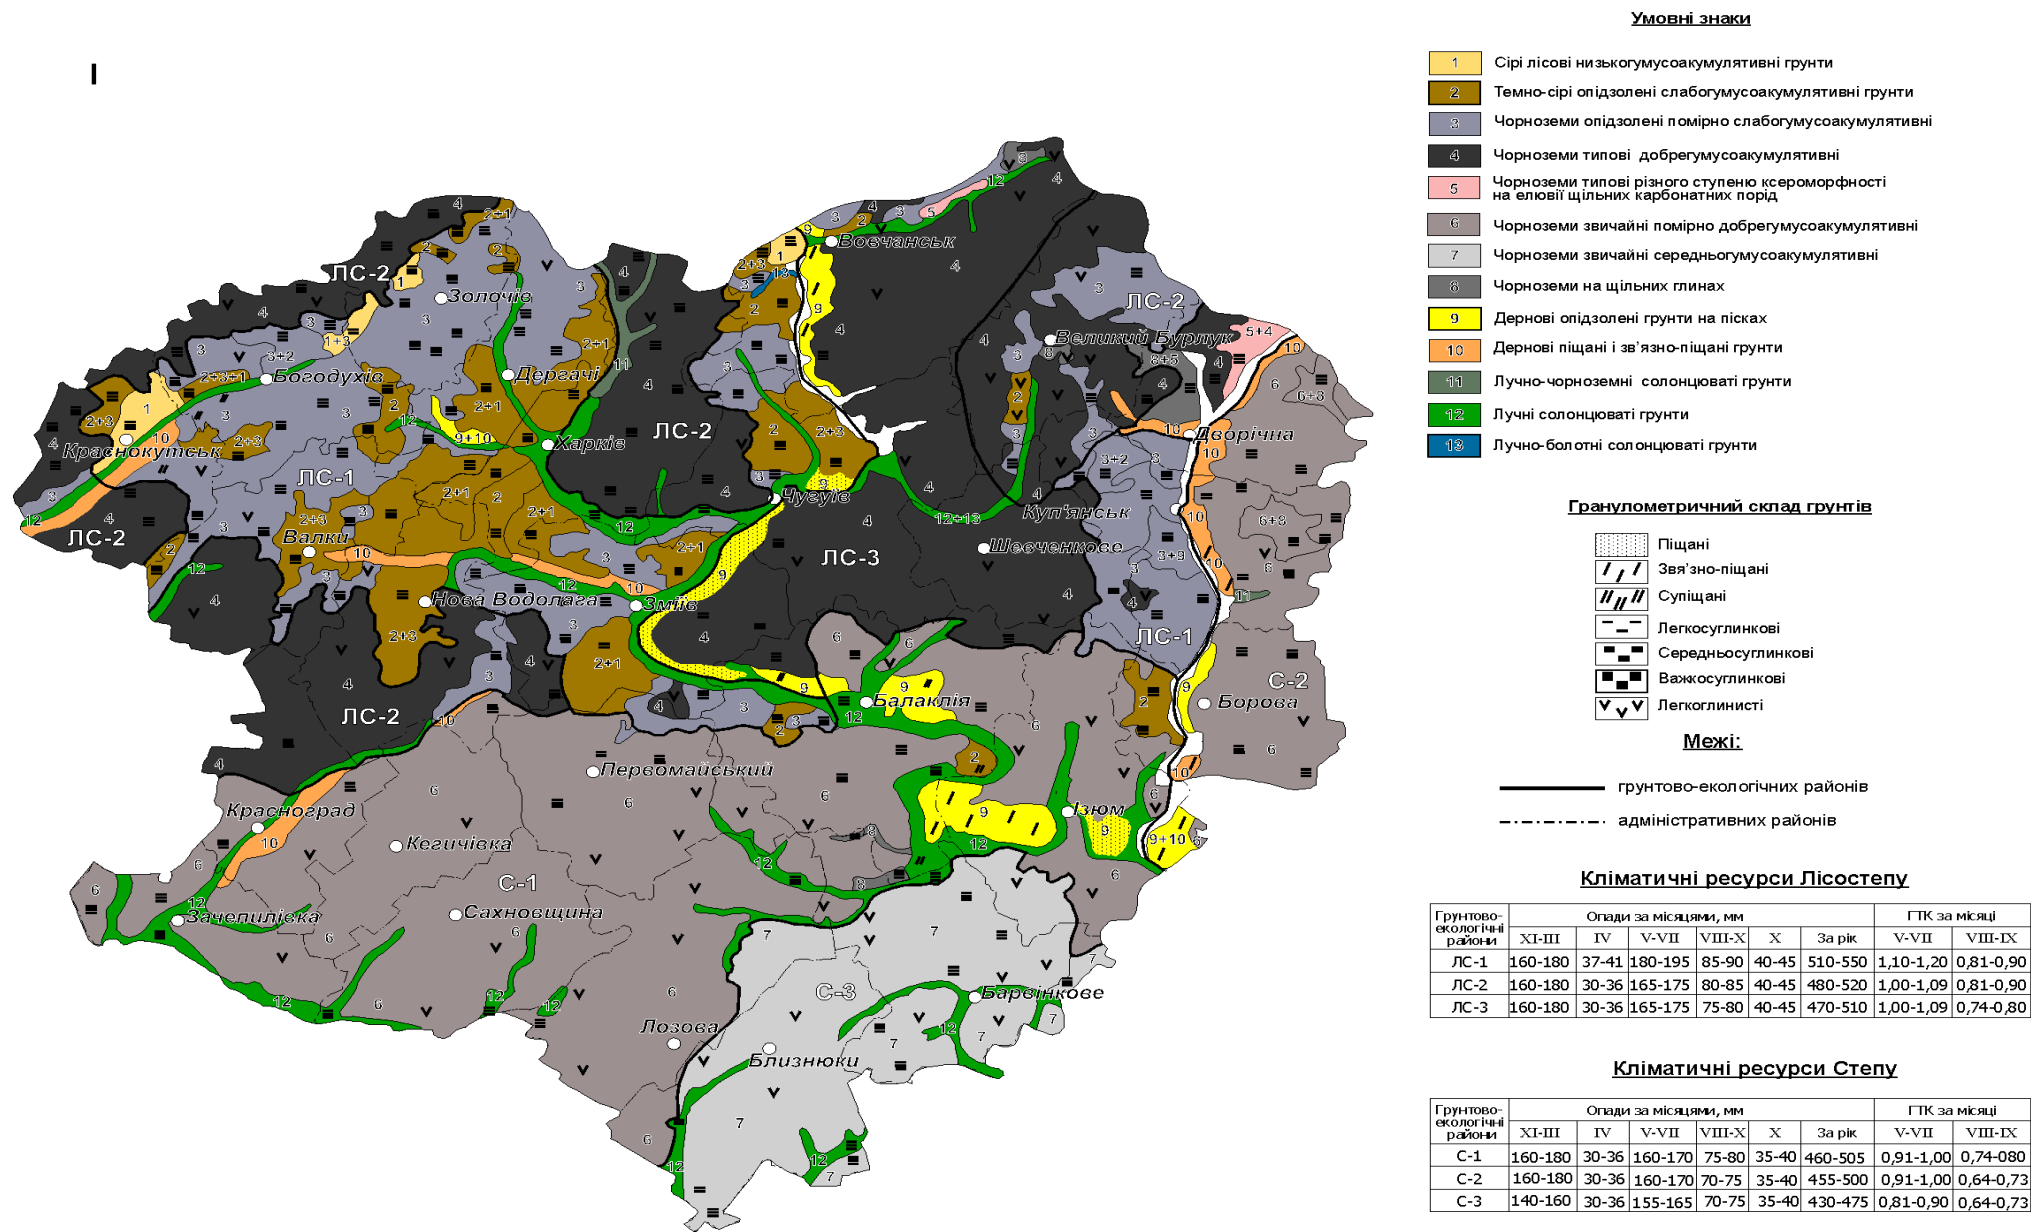 І
Умовні знаки
1 Сірі лісові низькогумусоакумулятивні грунти
2 Темно-сірі опідзолені слабогумусоакумулятивні грунти
3 Чорноземи опідзолені помірно слабогумусоакумулятивні
4 Чорноземи типові добрегумусоакумулятивні
5 Чорноземи типові різного ступеню ксероморфності
на елювії щільних карбонатних порід
6 Чорноземи звичайні помірно доброгумусоакумулятивні
7 Чорноземи звичайні середньогумусоакумулятивні
8 Чорноземи на щільних глинах
9 Дернові опідзолені грунти на пісках
10 Дернові піщані і зв’язно-піщані грунти
11 Лучно-чорноземні солонцюваті грунти
12 Лучні солонцюваті грунти
13 Лучно-болотні солонцюваті грунти
Гранулометричний склад грунтів
Піщані
Звя’зно-піщані
Супіщані
Легкосуглинкові
Середньосуглинкові
Важкосуглинкові
Легкоглинисті
Межі:
грунтово-екологічних районів
адміністративних районів
Кліматичні ресурси Лісостепу
Грунтово-екологічні райони Опади за місяцями, мм ГТК за місяці
XI-III IV V-VII VIII-X X За рік V-VII VIII-IX
ЛС-1 160-180 37-41 180-195 85-90 40-45 510-550 1,10-1,20 0,81-0,90
ЛС-2 160-180 30-36 165-175 80-85 40-45 480-520 1,00-1,09 0,81-0,90
ЛС-3 160-180 30-36 165-175 75-80 40-45 470-510 1,00-1,09 0,74-0,80
Кліматичні ресурси Степу
Грунтово-екологічні райони Опади за місяцями, мм ГТК за місяці
XI-III IV V-VII VIII-X X За рік V-VII VIII-IX
С-1 160-180 30-36 160-170 75-80 35-40 460-505 0,91-1,00 0,74-080
С-2 160-180 30-36 160-170 70-75 35-40 455-500 0,91-1,00 0,64-0,73
С-3 140-160 30-36 155-165 70-75 35-40 430-475 0,81-0,90 0,64-0,73
Вовчанськ
ЛС-2
Золочів
ЛС-2
Великий Бурлук
Богодухів
Дергачі
Краснокутськ
Харків
ЛС-2
Дворічна
ЛС-1
Чугуїв
Куп’янськ
ЛС-2
Валки
Шевченкове
ЛС-3
Нова Водолага
Зміїв
ЛС-1
С-2
Балаклія
Борова
ЛС-2
Первомайський
Красноград
Ізюм
Кегичівка
С-1
Зачепилівка
Сахновщина
С-3
Барвінкове
Лозова
Близнюки